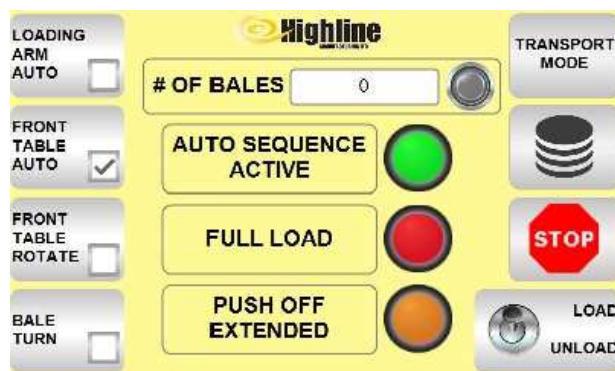 LOADING
ARM
AUTO
Highline
TRANSPORT
MODE
# OF BALES
0
FRONT
TABLE
AUTO
AUTO SEQUENCE
ACTIVE
FRONT
TABLE
ROTATE
FULL LOAD
STOP
BALE
TURN
PUSH OFF
EXTENDED
LOAD
UNLOAD